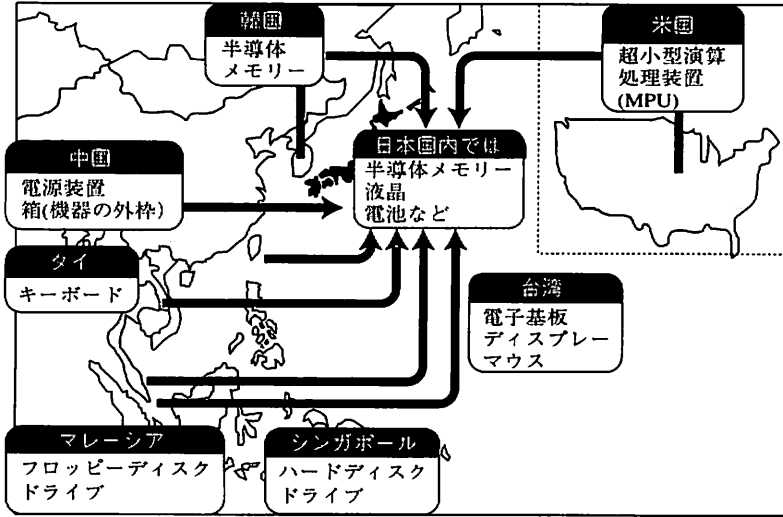 韓国
半導体
メモリー
米国
超小型演算
処理装置
(MPU)
中国
電源装置
箱(機器の外枠)
日本国内では
半導体メモリー
液晶
電池など
タイ
キーボード
台湾
電子基板
ディスプレー
マウス
マレーシア
フロッピーディスク
ドライブ
シンガポール
ハードディスク
ドライブ